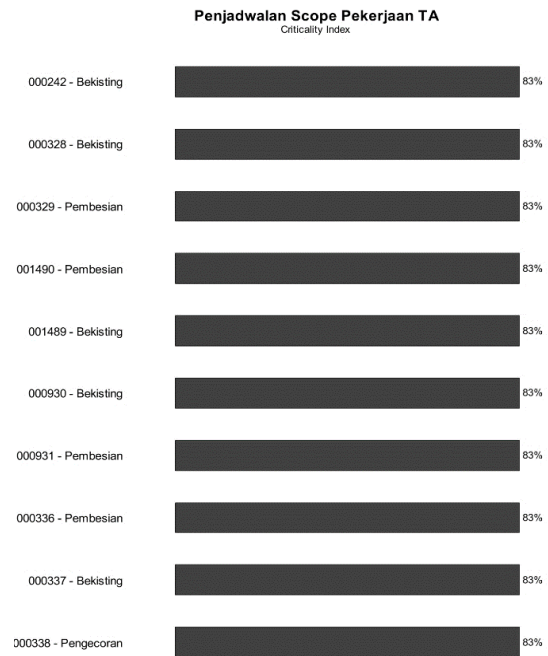 Penjadwalan Scope Pekerjaan TA
Criticality Index
000242 - Bekisting 83%
000328 - Bekisting 83%
000329 - Pembesian 83%
001490 - Pembesian 83%
001489 - Bekisting 83%
000930 - Bekisting 83%
000931 - Pembesian 83%
000336 - Pembesian 83%
000337 - Bekisting 83%
000338 - Pengecoran 83%